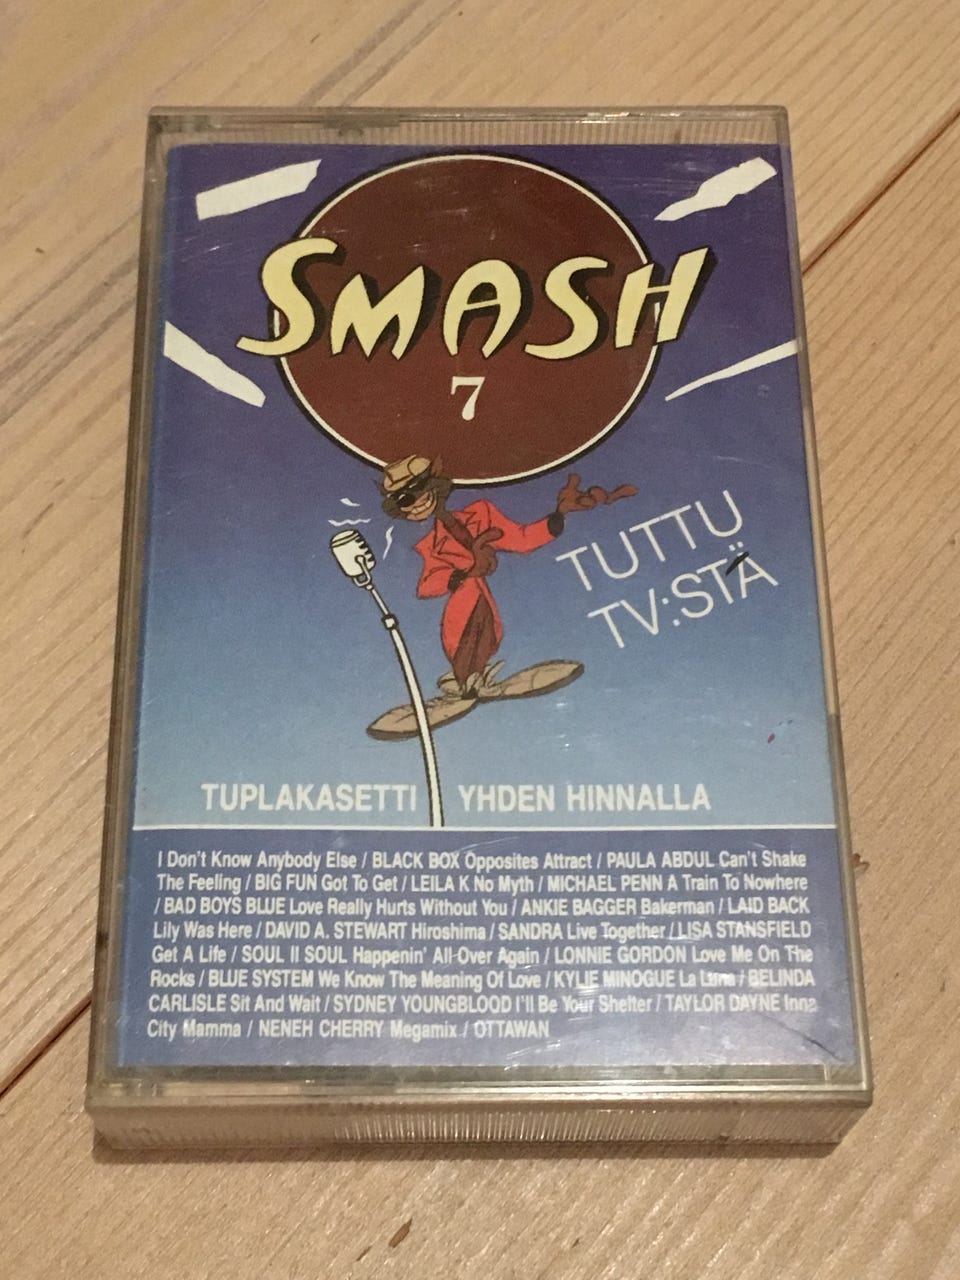 SMASH
7
TUTTU
TV:STÄ
TUPLAKASETTI YHDEN HINNALLA
I Don't Know Anybody Else / BLACK BOX Opposites Attract / PAULA ABDUL Can't Shake
The Feeling / BIG FUN Got To Get / LEILA K No Myth / MICHAEL PENN A Train To Nowhere
/ BAD BOYS BLUE Love Really Hurts Without You / ANKIE BAGGER Bakerman / LAID BACK
Lily Was Here / DAVID A. STEWART Hiroshima / SANDRA Live Together / LISA STANSFIELD
Get A Life / SOUL II SOUL Happenin' All Over Again / LONNIE GORDON Love Me On The
Rocks / BLUE SYSTEM We Know The Meaning Of Love / KYLIE MINOGUE La Luna / BELINDA
CARLISLE Sit And Wait / SYDNEY YOUNGBLOOD I'll Be Your Shelter / TAYLOR DAYNE Inna
City Mamma / NENEH CHERRY Megamix / OTTAWAN